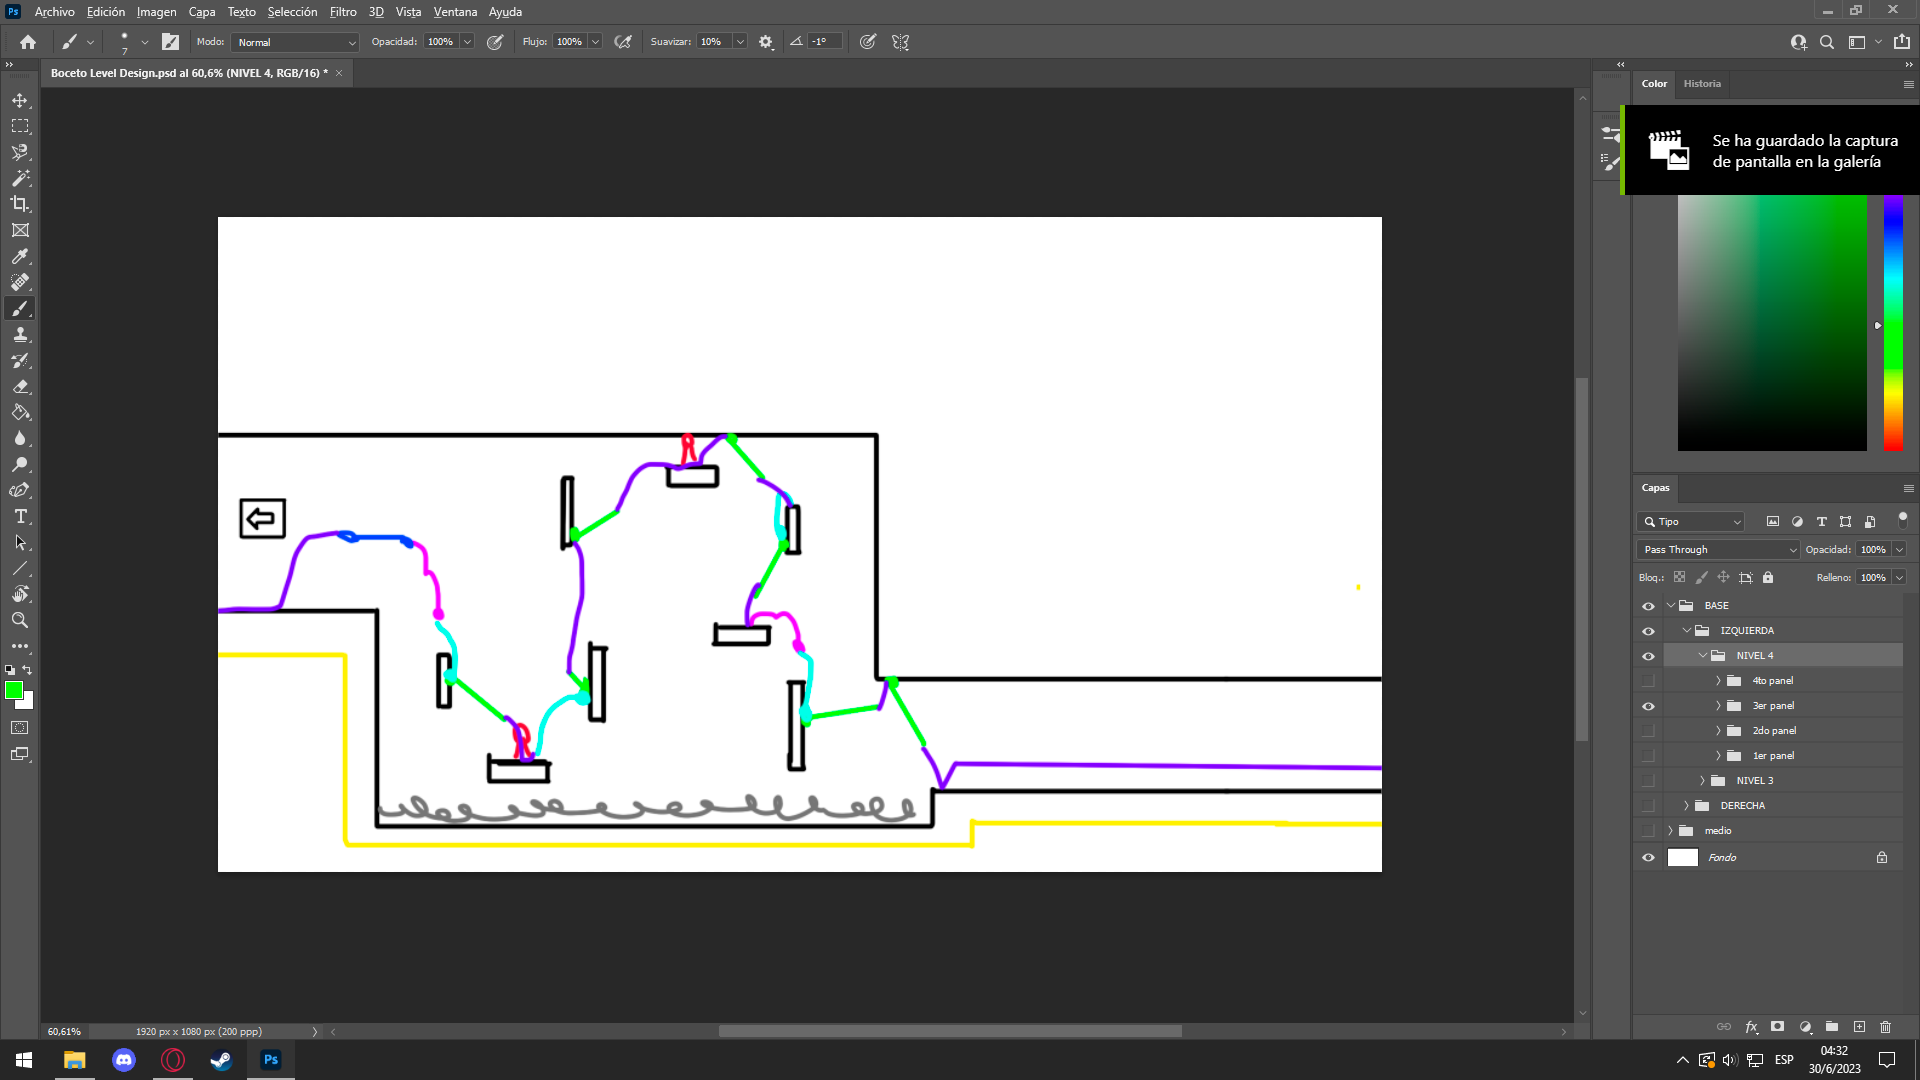 Ps Archivo Edición Imagen Capa Texto Selección Filtro 3D Vista Ventana Ayuda
7 Modo: Normal Opacidad: 100% Flujo: 100% Suavizar: 10% -1°
Boceto Level Design.psd al 60,6% (NIVEL 4, RGB/16) * ×
Color Historia
Se ha guardado la captura
de pantalla en la galería
Capas
Tipo
Pass Through Opacidad: 100%
Bloq.: Relleno: 100%
BASE
IZQUIERDA
NIVEL 4
4to panel
3er panel
2do panel
1er panel
NIVEL 3
DERECHA
medio
Fondo
60,61% 1920 px x 1080 px (200 ppp)
fx
Ps ESP 04:32
30/6/2023